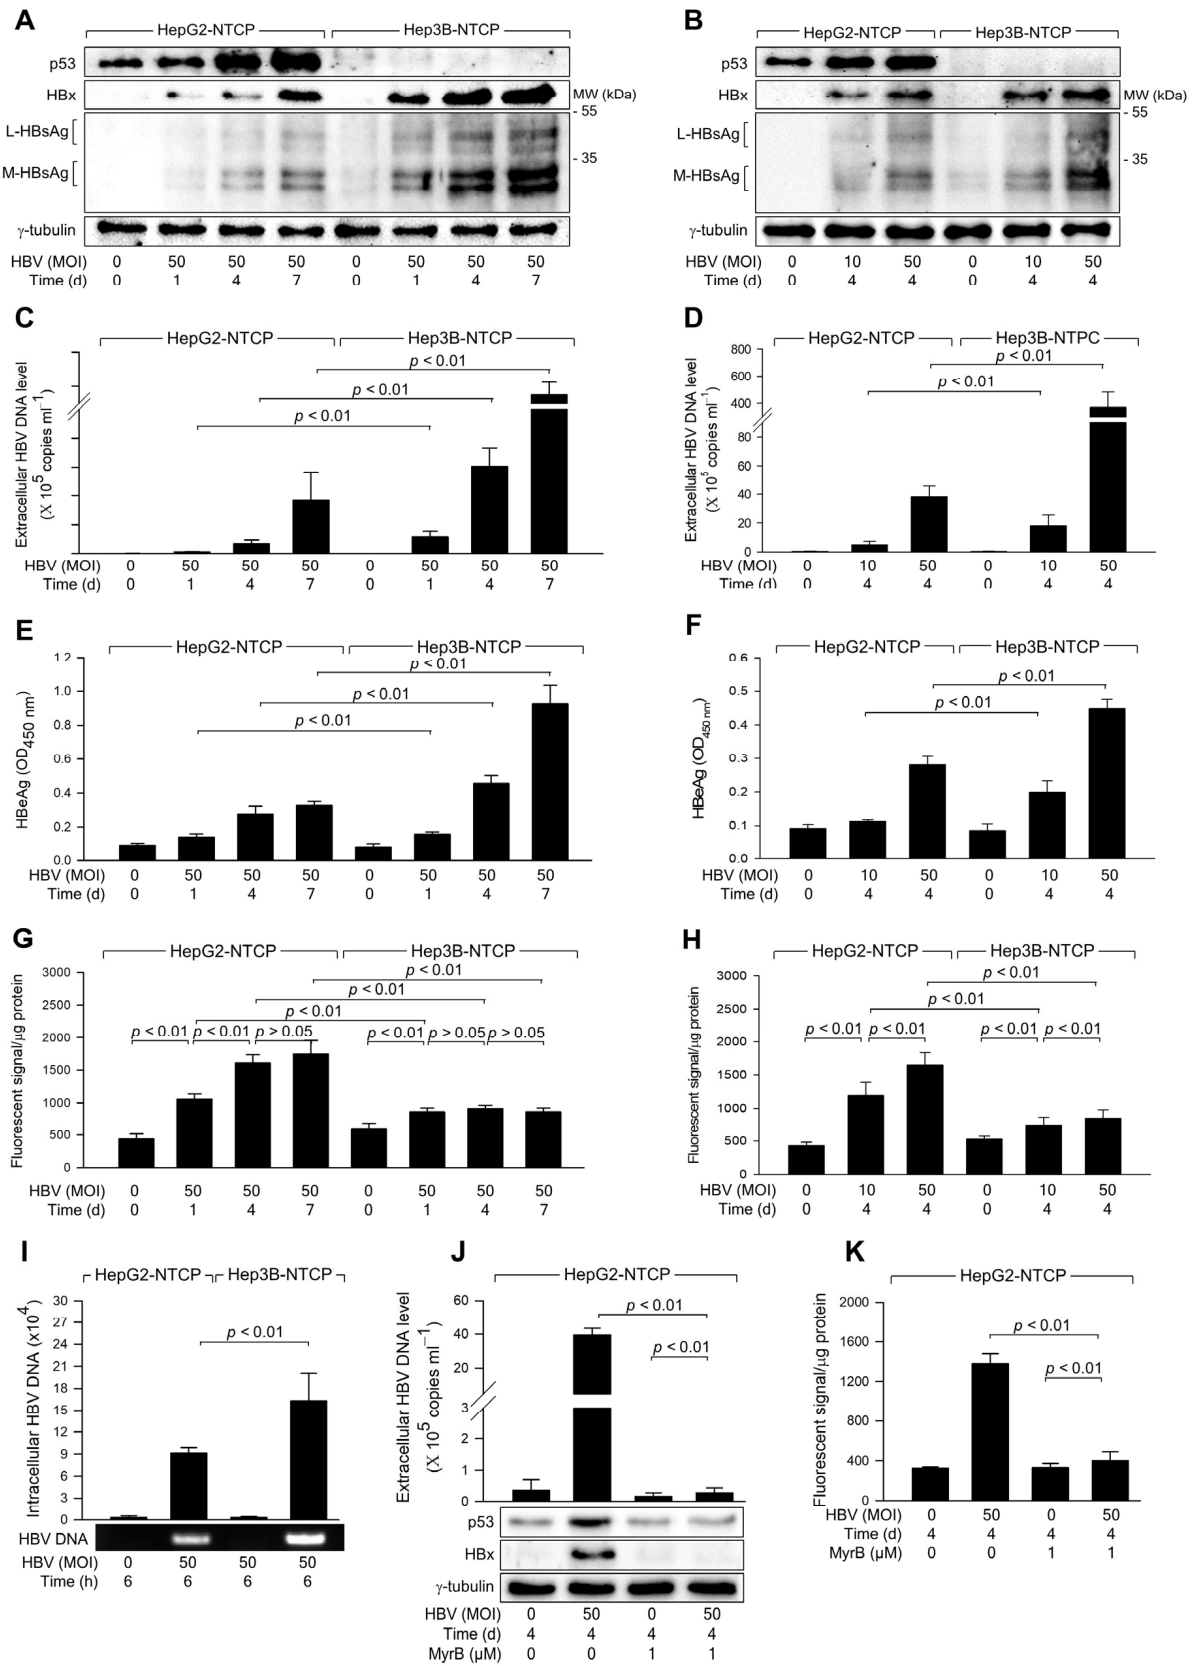 A
HepG2-NTCP Hep3B-NTCP
p53
HBx
MW (kDa)
- 55
L-HBsAg
- 35
M-HBsAg
γ-tubulin
HBV (MOI) 0 50 50 50 0 50 50 50
Time (d) 0 1 4 7 0 1 4 7
B
HepG2-NTCP Hep3B-NTCP
p53
HBx
MW (kDa)
- 55
L-HBsAg
- 35
M-HBsAg
γ-tubulin
HBV (MOI) 0 10 50 0 10 50
Time (d) 0 4 4 0 4 4
C
HepG2-NTCP Hep3B-NTCP
Extracellular HBV DNA level
(X 10⁵ copies ml⁻¹)
p < 0.01
p < 0.01
p < 0.01
HBV (MOI) 0 50 50 50 0 50 50 50
Time (d) 0 1 4 7 0 1 4 7
D
HepG2-NTCP Hep3B-NTPC
Extracellular HBV DNA level
(X 10⁵ copies ml⁻¹)
800
600
400
80
60
40
20
0
p < 0.01
p < 0.01
HBV (MOI) 0 10 50 0 10 50
Time (d) 0 4 4 0 4 4
E
HepG2-NTCP Hep3B-NTCP
HBeAg (OD450 nm)
1.2
1.0
0.8
0.6
0.4
0.2
0.0
p < 0.01
p < 0.01
p < 0.01
HBV (MOI) 0 50 50 50 0 50 50 50
Time (d) 0 1 4 7 0 1 4 7
F
HepG2-NTCP Hep3B-NTCP
HBeAg (OD450 nm)
0.6
0.5
0.4
0.3
0.2
0.1
0.0
p < 0.01
p < 0.01
HBV (MOI) 0 10 50 0 10 50
Time (d) 0 4 4 0 4 4
G
HepG2-NTCP Hep3B-NTCP
Fluorescent signal/μg protein
3000
2500
2000
1500
1000
500
0
p < 0.01
p < 0.01
p < 0.01
p < 0.01 p < 0.01 p > 0.05 p < 0.01 p > 0.05 p > 0.05
HBV (MOI) 0 50 50 50 0 50 50 50
Time (d) 0 1 4 7 0 1 4 7
H
HepG2-NTCP Hep3B-NTCP
Fluorescent signal/μg protein
3000
2500
2000
1500
1000
500
0
p < 0.01
p < 0.01
p < 0.01 p < 0.01 p < 0.01 p < 0.01
HBV (MOI) 0 10 50 0 10 50
Time (d) 0 4 4 0 4 4
I
HepG2-NTCP Hep3B-NTCP
Intracellular HBV DNA (x10⁴)
30
27
24
21
18
15
12
9
6
3
0
p < 0.01
HBV DNA
HBV (MOI) 0 50 50 50
Time (h) 6 6 6 6
J
HepG2-NTCP
Extracellular HBV DNA level
(X 10⁵ copies ml⁻¹)
60
40
20
3
2
1
0
p < 0.01
p < 0.01
p53
HBx
γ-tubulin
HBV (MOI) 0 50 0 50
Time (d) 4 4 4 4
MyrB (μM) 0 0 1 1
K
HepG2-NTCP
Fluorescent signal/μg protein
2000
1600
1200
800
400
0
p < 0.01
p < 0.01
HBV (MOI) 0 50 0 50
Time (d) 4 4 4 4
MyrB (μM) 0 0 1 1